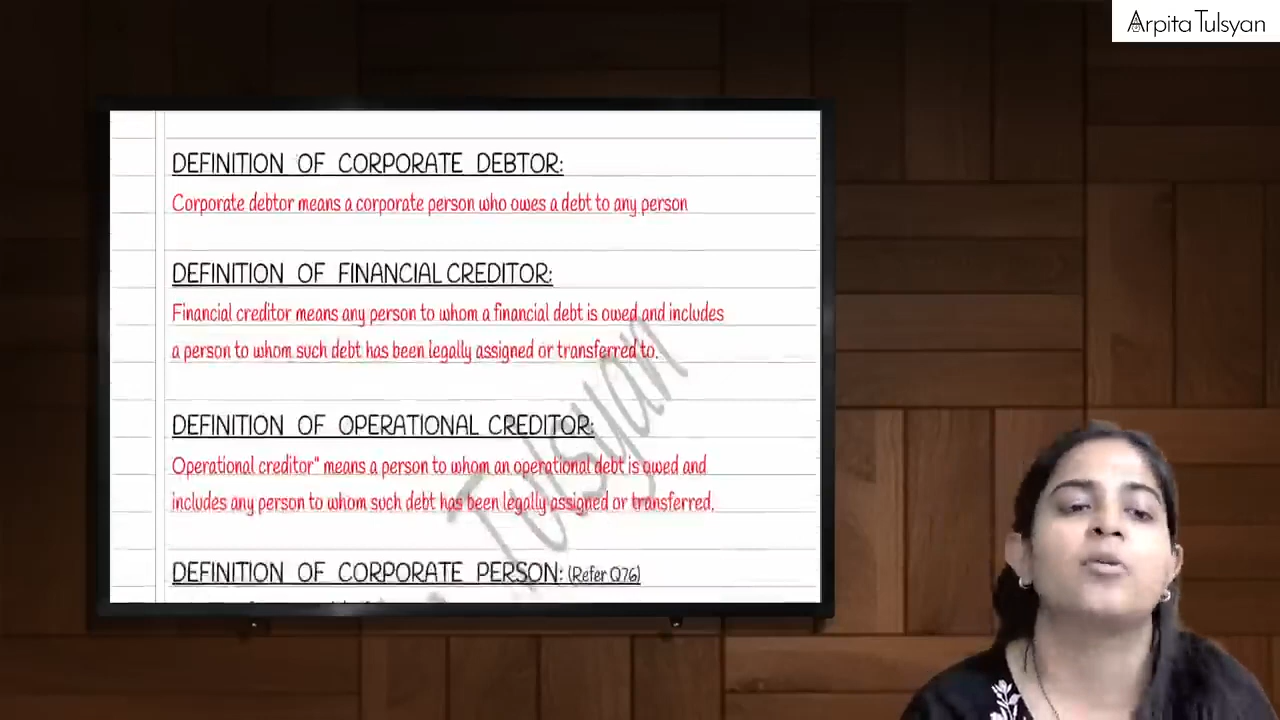 Arpita Tulsyan
DEFINITION OF CORPORATE DEBTOR:
Corporate debtor means a corporate person who owes a debt to any person
DEFINITION OF FINANCIAL CREDITOR:
Financial creditor means any person to whom a financial debt is owed and includes
a person to whom such debt has been legally assigned or transferred to.
DEFINITION OF OPERATIONAL CREDITOR:
Operational creditor" means a person to whom an operational debt is owed and
includes any person to whom such debt has been legally assigned or transferred.
DEFINITION OF CORPORATE PERSON: (Refer Q76)
Tulsyan